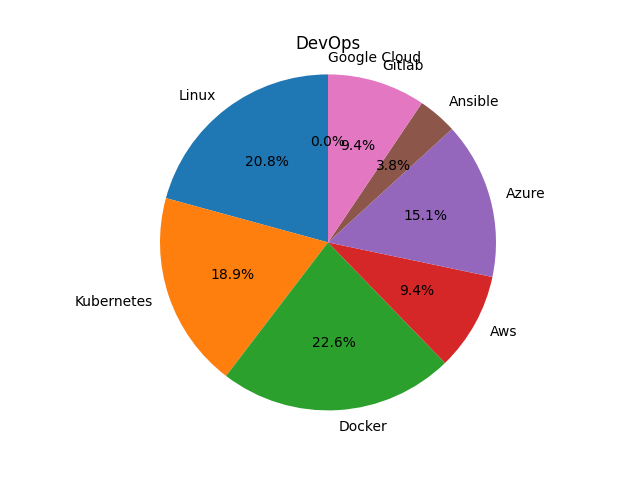 DevOps
Google Cloud
Gitlab
Linux
Ansible
0.0%
9.4%
20.8%
3.8%
Azure
15.1%
18.9%
9.4%
Kubernetes
Aws
22.6%
Docker